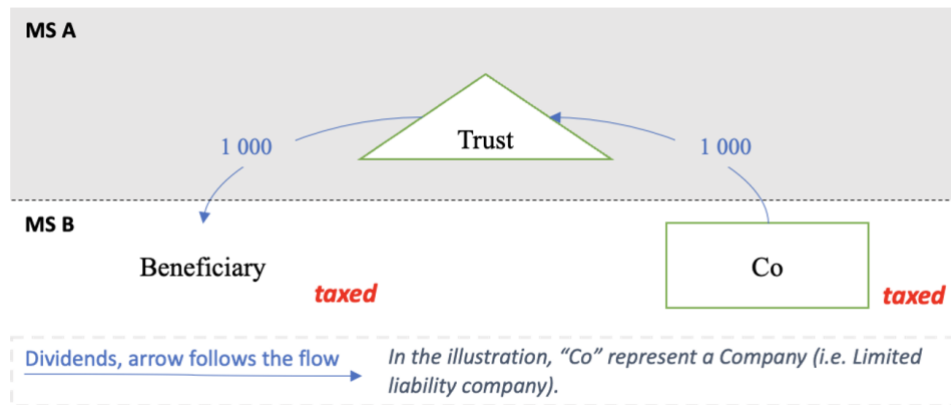 MS A
Trust
1 000
1 000
MS B
Beneficiary
Co
taxed
taxed
Dividends, arrow follows the flow
In the illustration, “Co” represent a Company (i.e. Limited
liability company).